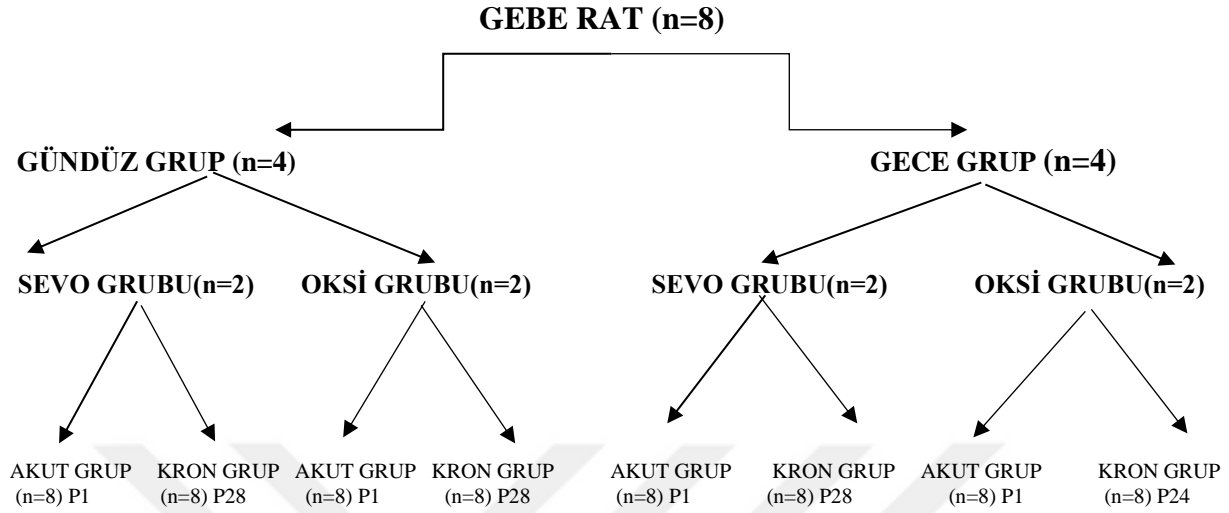 GEBE RAT (n=8)
GÜNDÜZ GRUP (n=4) GECE GRUP (n=4)
SEVO GRUBU(n=2) OKSİ GRUBU(n=2) SEVO GRUBU(n=2) OKSİ GRUBU(n=2)
AKUT GRUP KRON GRUP AKUT GRUP KRON GRUP AKUT GRUP KRON GRUP AKUT GRUP KRON GRUP
(n=8) P1 (n=8) P28 (n=8) P1 (n=8) P28 (n=8) P1 (n=8) P28 (n=8) P1 (n=8) P24